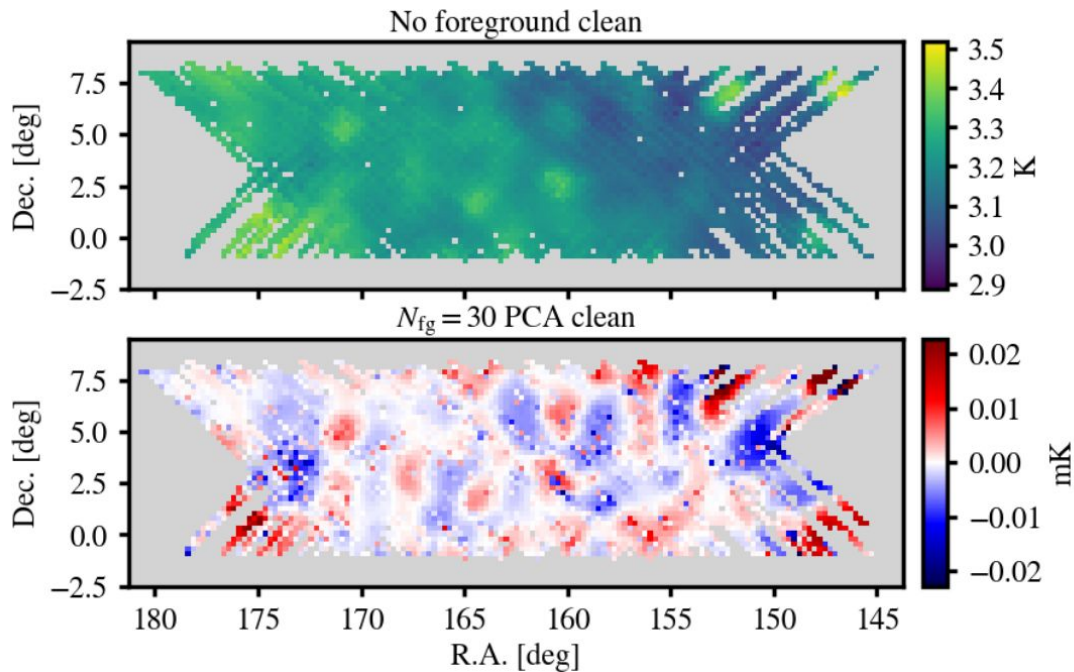 No foreground clean
7.5
5.0
2.5
0.0
−2.5
Dec. [deg]
3.5
3.4
3.3
3.2
3.1
3.0
2.9
K
N_fg = 30 PCA clean
7.5
5.0
2.5
0.0
−2.5
Dec. [deg]
0.02
0.01
0.00
−0.01
−0.02
mK
180 175 170 165 160 155 150 145
R.A. [deg]